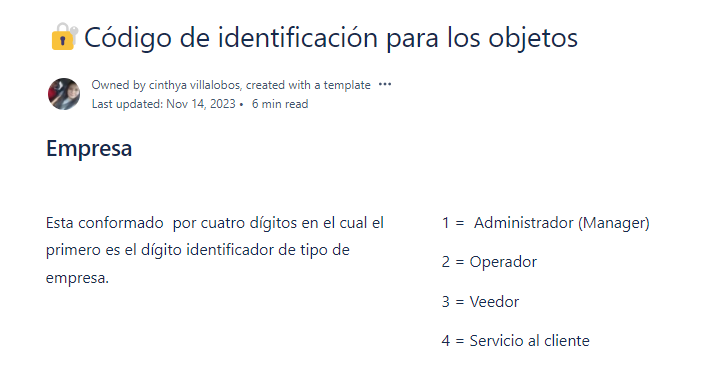 Código de identificación para los objetos
Owned by cinthya villalobos, created with a template •••
Last updated: Nov 14, 2023 • 6 min read
Empresa
Esta conformado por cuatro dígitos en el cual el
primero es el dígito identificador de tipo de
empresa.
1 = Administrador (Manager)
2 = Operador
3 = Veedor
4 = Servicio al cliente